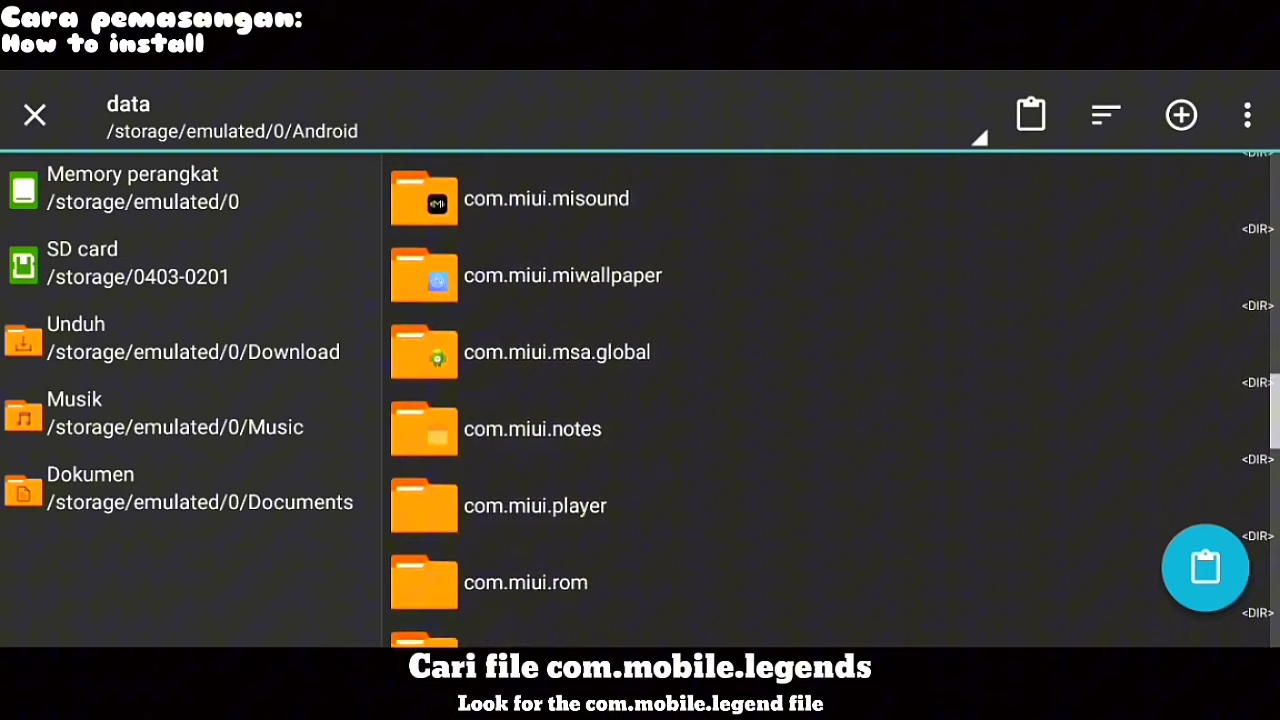 Cara pemasangan:
How to install
data
/storage/emulated/0/Android
Memory perangkat
/storage/emulated/0
SD card
/storage/0403-0201
Unduh
/storage/emulated/0/Download
Musik
/storage/emulated/0/Music
Dokumen
/storage/emulated/0/Documents
<DIR>
com.miui.misound
<DIR>
com.miui.miwallpaper
<DIR>
com.miui.msa.global
<DIR>
com.miui.notes
<DIR>
com.miui.player
<DIR>
com.miui.rom
<DIR>
Cari file com.mobile.legends
Look for the com.mobile.legend file